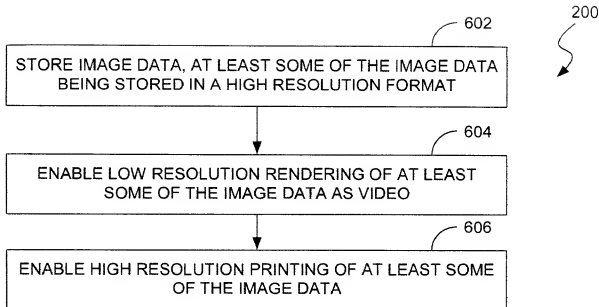 200
602
STORE IMAGE DATA, AT LEAST SOME OF THE IMAGE DATA
BEING STORED IN A HIGH RESOLUTION FORMAT
604
ENABLE LOW RESOLUTION RENDERING OF AT LEAST
SOME OF THE IMAGE DATA AS VIDEO
606
ENABLE HIGH RESOLUTION PRINTING OF AT LEAST SOME
OF THE IMAGE DATA